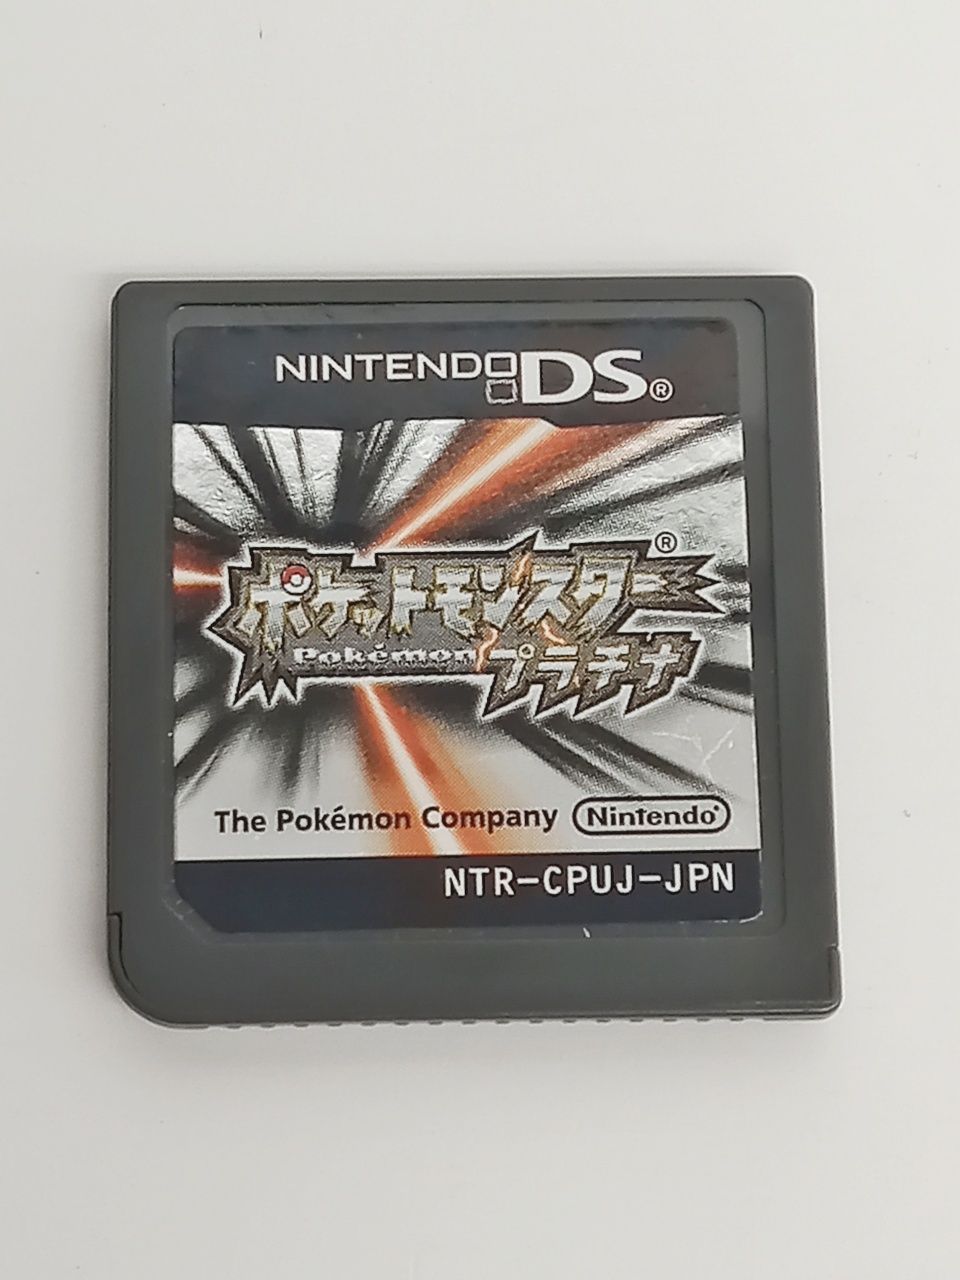 NINTENDO DS®
ポケットモンスター®
Pokémon プラチナ
The Pokémon Company Nintendo®
NTR-CPUJ-JPN